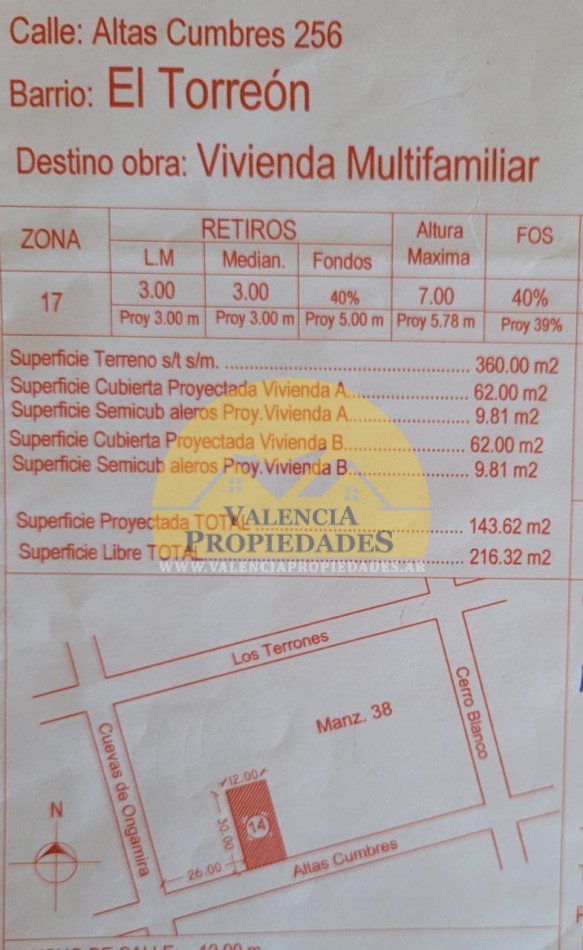 Calle: Altas Cumbres 256
Barrio: El Torreón
Destino obra: Vivienda Multifamiliar
ZONA RETIROS Altura Maxima FOS
L.M Median. Fondos
17 3.00 3.00 40% 7.00 40%
Proy 3.00 m Proy 3.00 m Proy 5.00 m Proy 5.78 m Proy 39%
Superficie Terreno s/t s/m. 360.00 m2
Superficie Cubierta Proyectada Vivienda A 62.00 m2
Superficie Semicub aleros Proy.Vivienda A 9.81 m2
Superficie Cubierta Proyectada Vivienda B 62.00 m2
Superficie Semicub aleros Proy.Vivienda B 9.81 m2
Superficie Proyectada TOTAL 143.62 m2
Superficie Libre TOTAL 216.32 m2
VALENCIA
PROPIEDADES
WWW.VALENCIAPROPIEDADES.AR
Los Terrones
Cerro Blanco
Manz. 38
Cuevas de Ongamira
12.00
30.00
14
26.00
Altas Cumbres
N